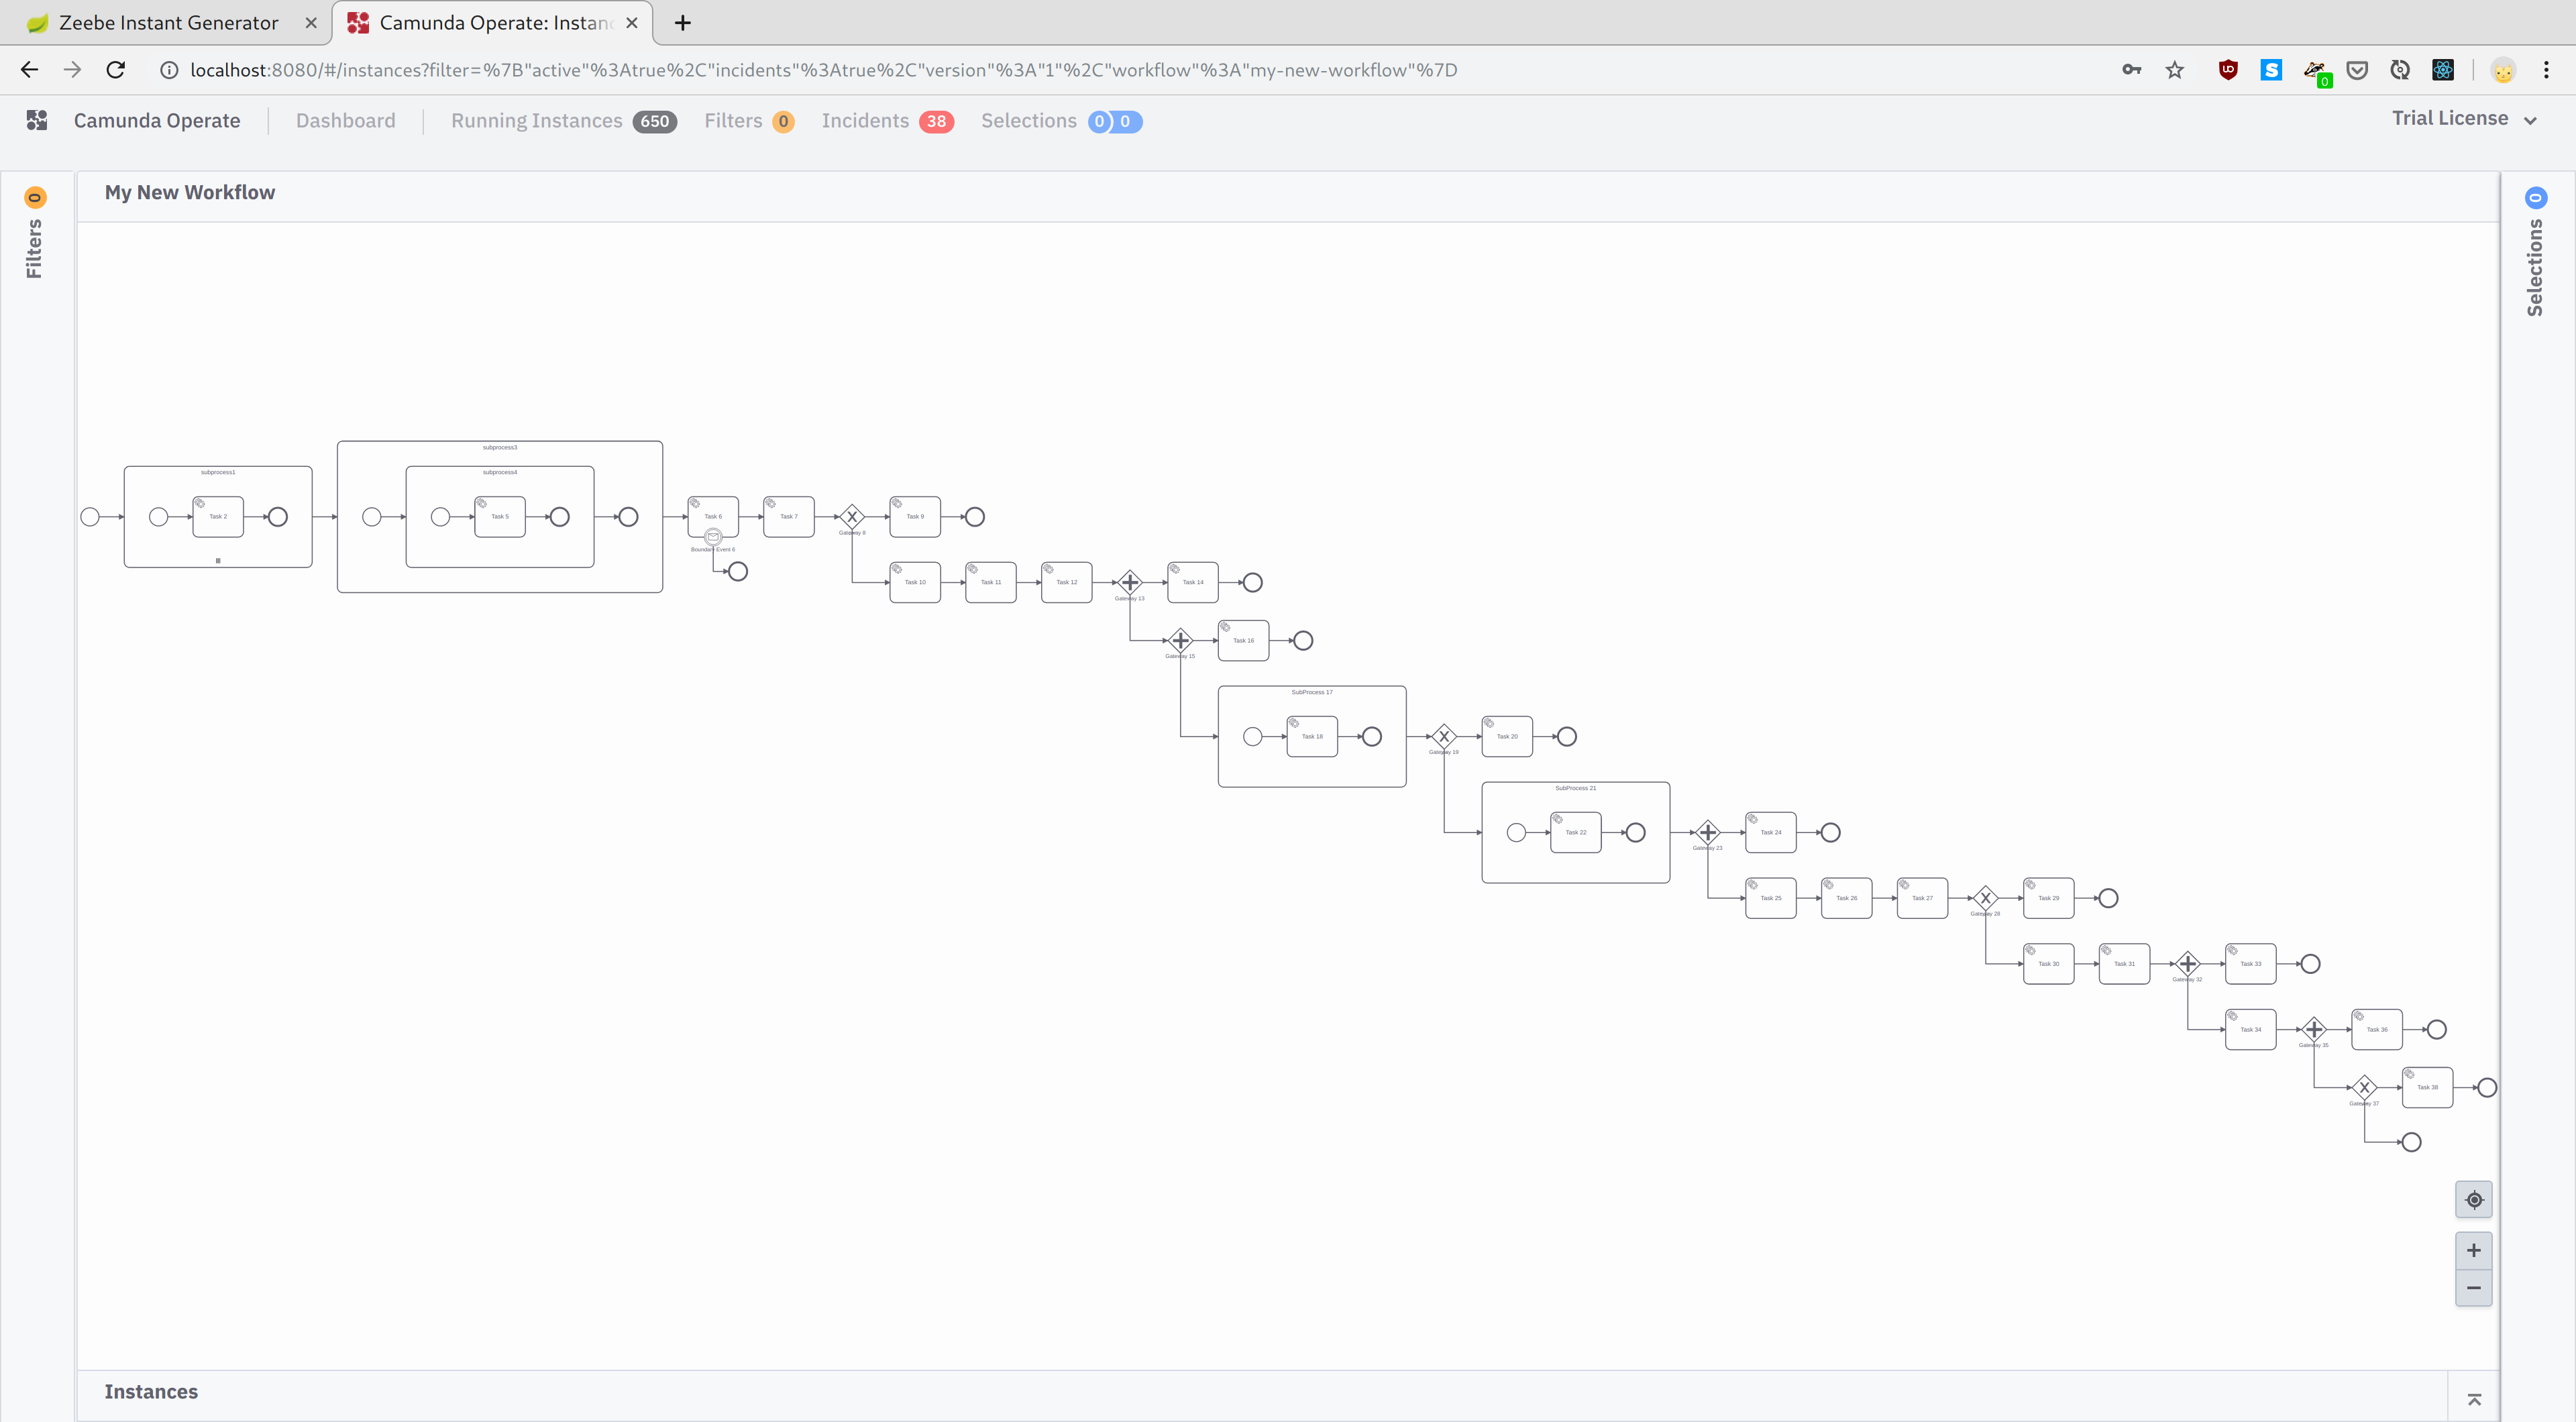 Zeebe Instant Generator
Camunda Operate: Instanc
localhost:8080/#/instances?filter=%7B"active"%3Atrue%2C"incidents"%3Atrue%2C"version"%3A"1"%2C"workflow"%3A"my-new-workflow"%7D
0
Camunda Operate Dashboard Running Instances 650 Filters 0 Incidents 38 Selections 0 0 Trial License
Filters 0
My New Workflow
Selections 0
subprocess3
subprocess1
subprocess4
Task 2
Task 5
Task 6
Task 7
Task 9
Gateway 8
Boundary Event 6
Task 10
Task 11
Task 12
Task 14
Gateway 13
Task 16
Gateway 15
SubProcess 17
Task 18
Task 20
Gateway 19
SubProcess 21
Task 22
Task 24
Gateway 23
Task 25
Task 26
Task 27
Task 29
Gateway 28
Task 30
Task 31
Task 33
Gateway 32
Task 34
Task 36
Gateway 35
Task 38
Gateway 37
Instances